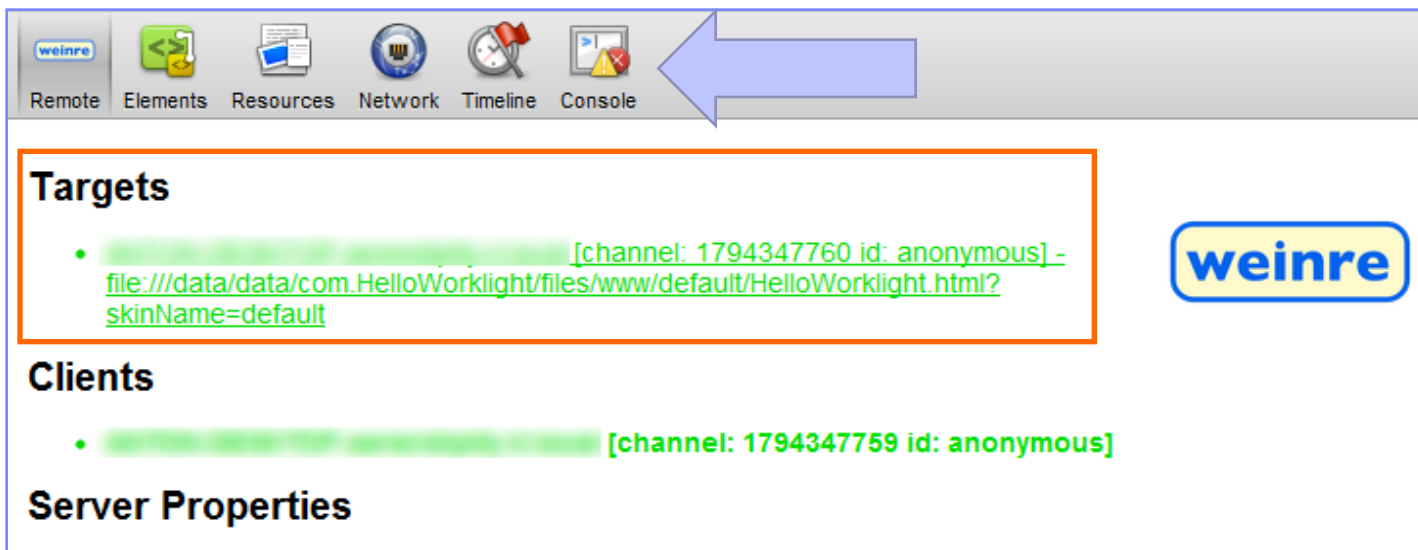 weinre
Remote Elements Resources Network Timeline Console
Targets
[channel: 1794347760 id: anonymous] -
file:///data/data/com.HelloWorklight/files/www/default/HelloWorklight.html?
skinName=default
weinre
Clients
[channel: 1794347759 id: anonymous]
Server Properties